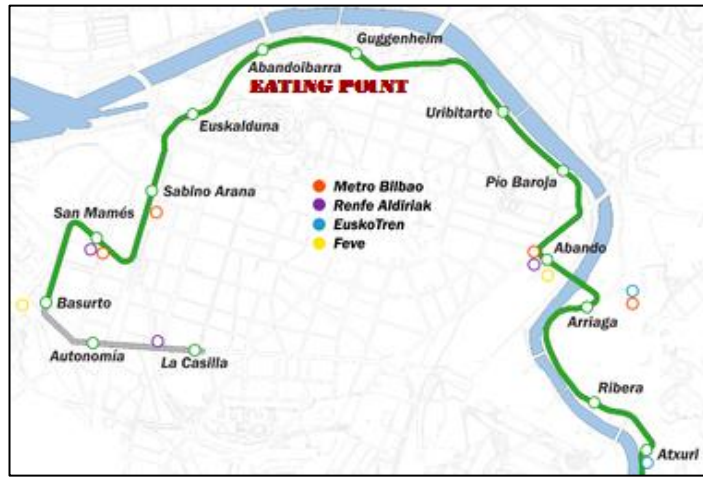 Guggenheim
Abandoibarra
EATING POINT
Euskalduna
Uribitarte
Pío Baroja
Sabino Arana
Metro Bilbao
Renfe Aldiriak
EuskoTren
Feve
San Mamés
Abando
Basurto
Arriaga
Autonomía
La Casilla
Ribera
Atxuri